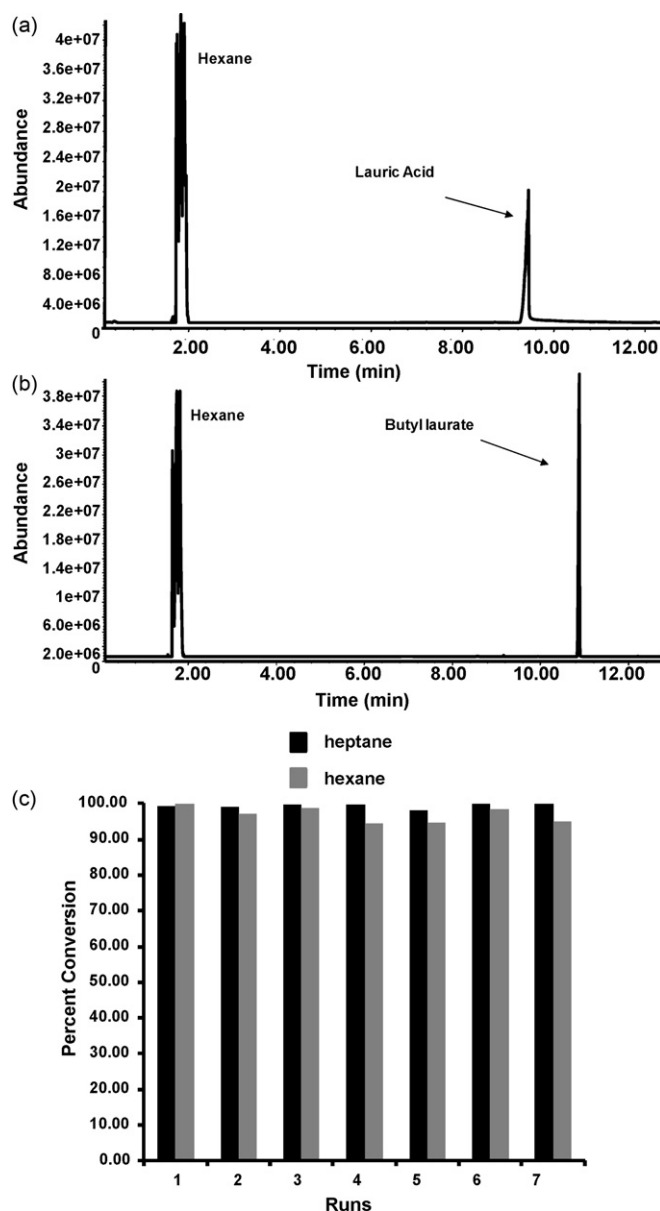 (a)
4e+07
3.6e+07
3.2e+07
2.8e+07
2.4e+07
2e+07
1.6e+07
1.2e+07
8.0e+06
4.0e+06
0
Abundance
Hexane
Lauric Acid
2.00 4.00 6.00 8.00 10.00 12.00
Time (min)
(b)
3.8e+07
3.4e+07
3e+07
2.6e+07
2.2e+07
1.8e+07
1.4e+07
1e+07
6.0e+06
2.0e+06
0
Abundance
Hexane
Butyl laurate
2.00 4.00 6.00 8.00 10.00 12.00
Time (min)
heptane
hexane
(c)
100.00
90.00
80.00
70.00
60.00
50.00
40.00
30.00
20.00
10.00
0.00
Percent Conversion
1 2 3 4 5 6 7
Runs